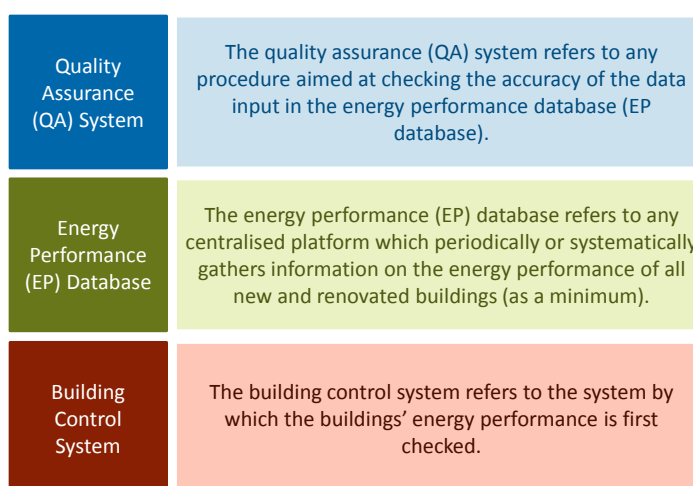 Quality
Assurance
(QA) System
The quality assurance (QA) system refers to any
procedure aimed at checking the accuracy of the data
input in the energy performance database (EP
database).
Energy
Performance
(EP) Database
The energy performance (EP) database refers to any
centralised platform which periodically or systematically
gathers information on the energy performance of all
new and renovated buildings (as a minimum).
Building
Control
System
The building control system refers to the system by
which the buildings’ energy performance is first
checked.